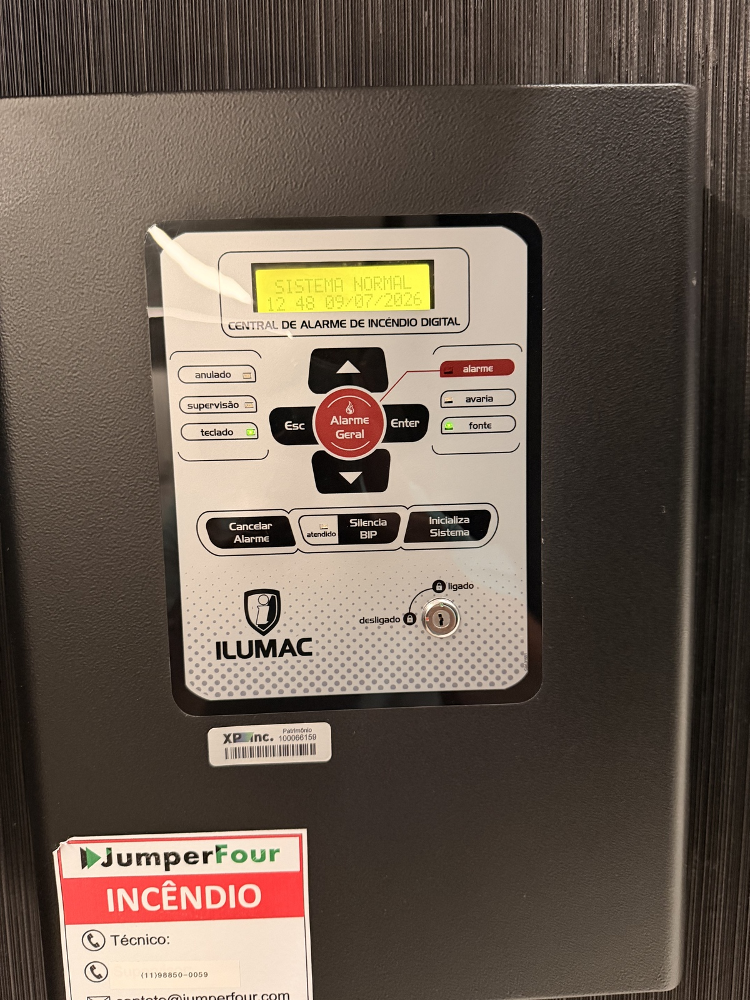 SISTEMA NORMAL
12 48 09/07/2026
CENTRAL DE ALARME DE INCÊNDIO DIGITAL
anulado
supervisão
teclado
alarme
avaria
fonte
Esc
Alarme
Geral
Enter
Cancelar
Alarme
atendido
Silencia
BIP
Inicializa
Sistema
ligado
desligado
ILUMAC
XP inc.
Patrimônio
100066159
JumperFour
INCÊNDIO
Técnico:
(11)98850-0059
contato@jumperfour.com